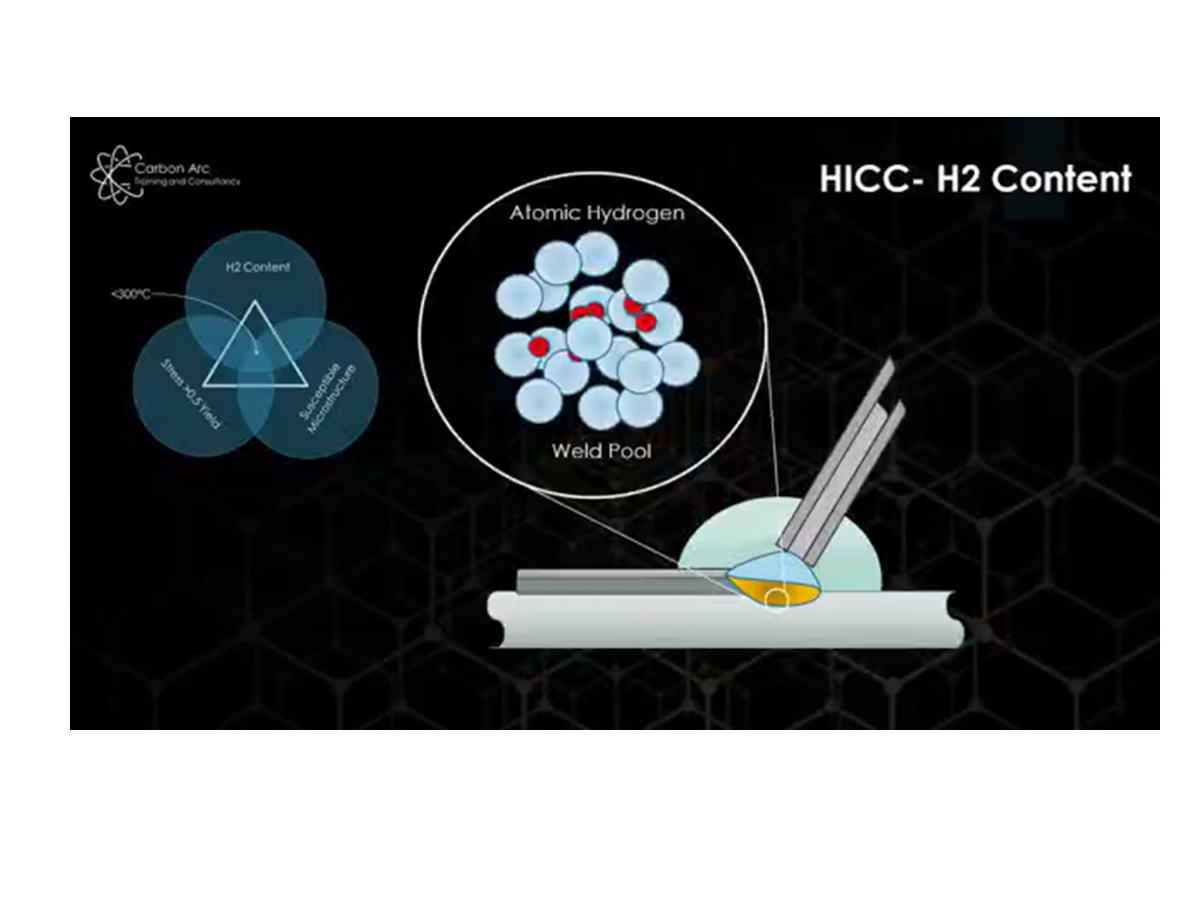 Carbon Arc
Training and Consultancy
HICC- H2 Content
Atomic Hydrogen
H2 Content
<300°C
Stress >0.5 Yield
Susceptible
Microstructure
Weld Pool